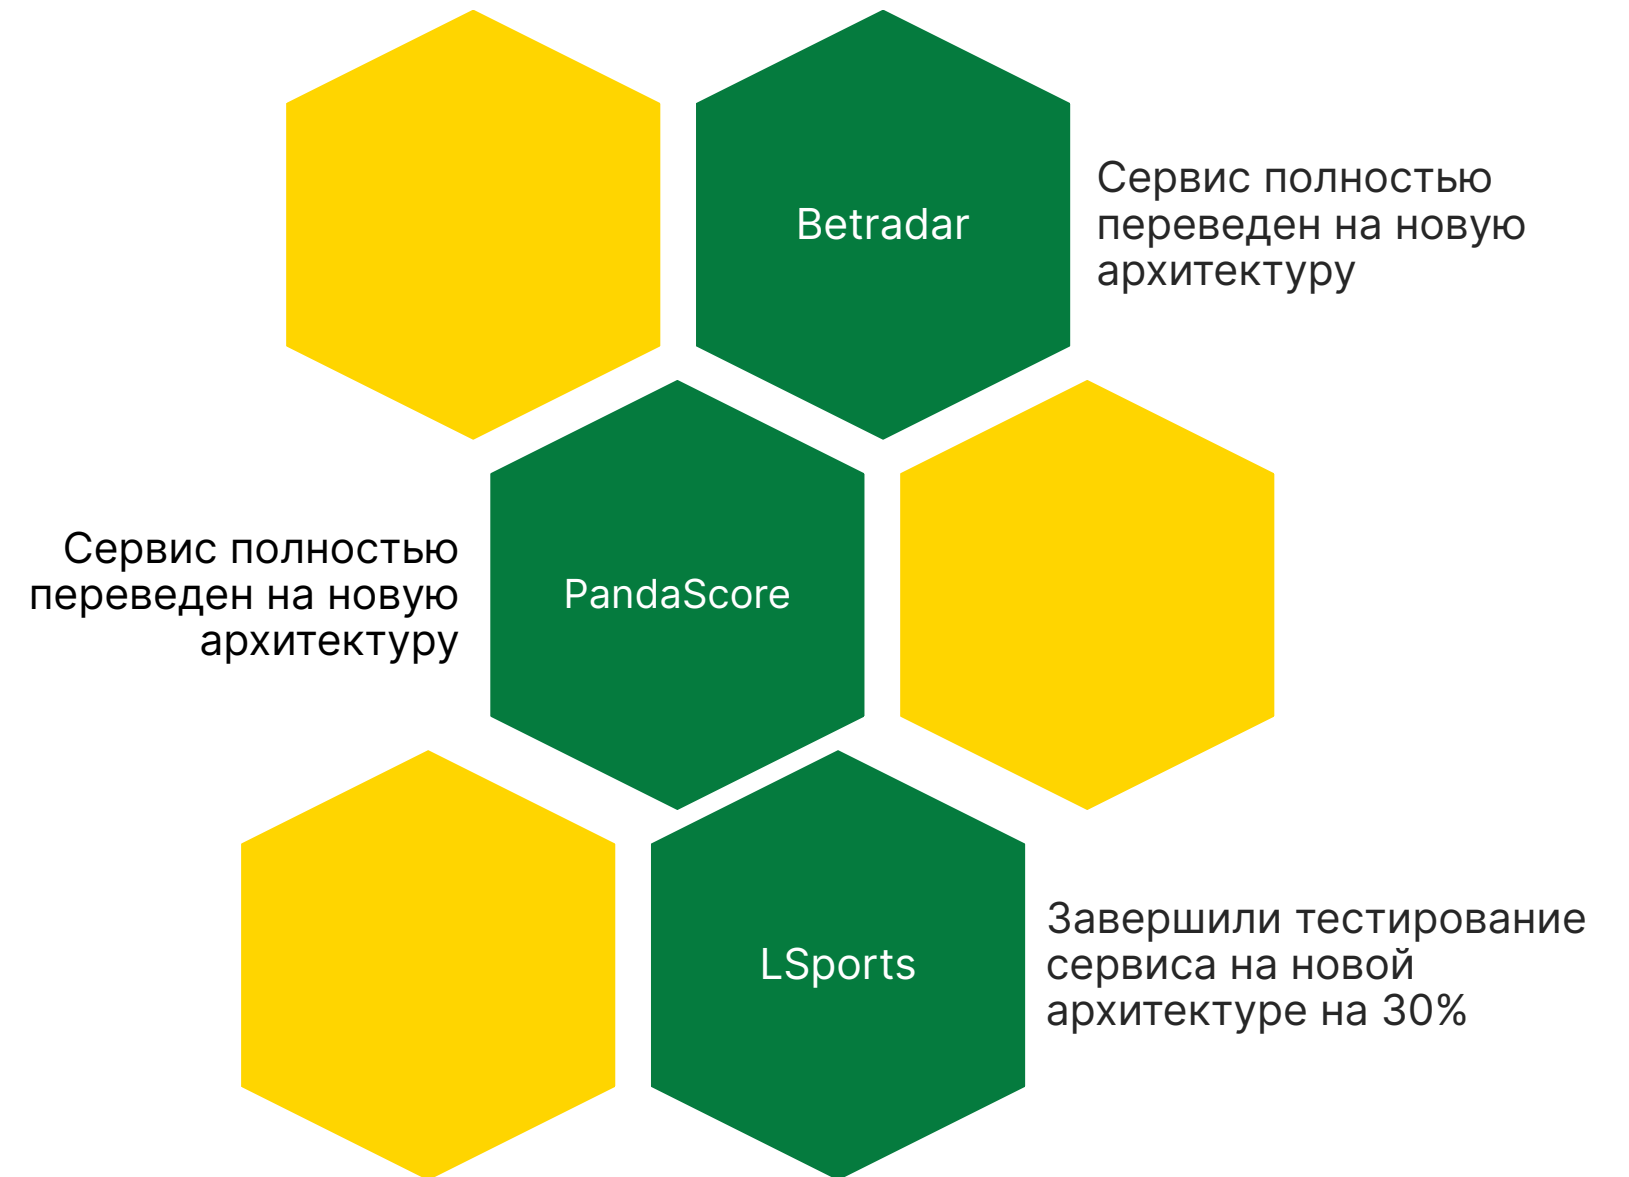 Betradar
Сервис полностью
переведен на новую
архитектуру
Сервис полностью
переведен на новую
архитектуру
PandaScore
LSports
Завершили тестирование
сервиса на новой
архитектуре на 30%